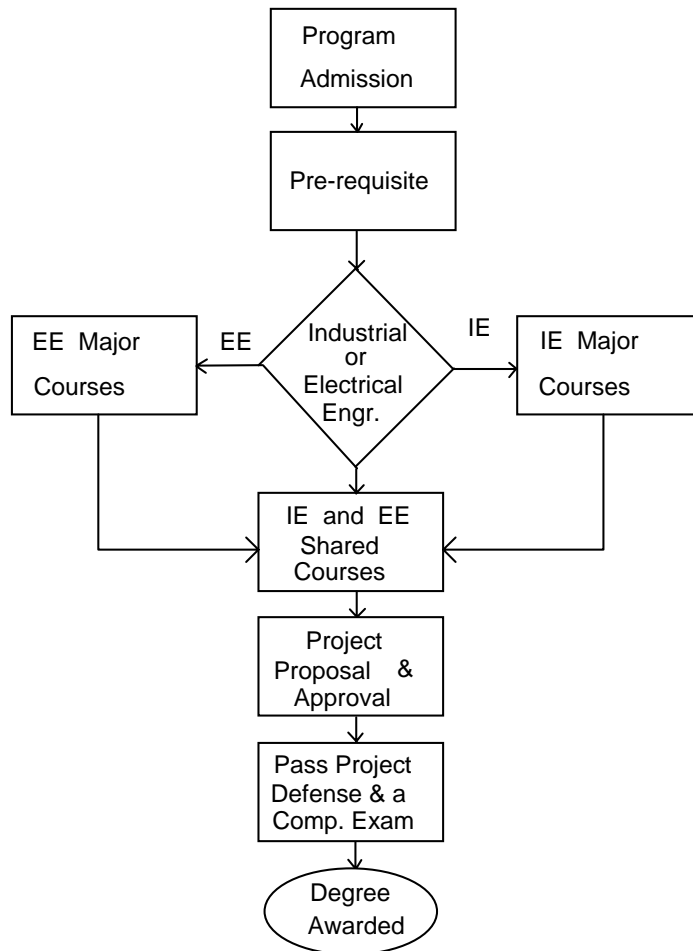 Program
Admission
Pre-requisite
EE
IE
EE Major
Courses
Industrial
or
Electrical
Engr.
IE Major
Courses
IE and EE
Shared
Courses
Project
Proposal &
Approval
Pass Project
Defense & a
Comp. Exam
Degree
Awarded